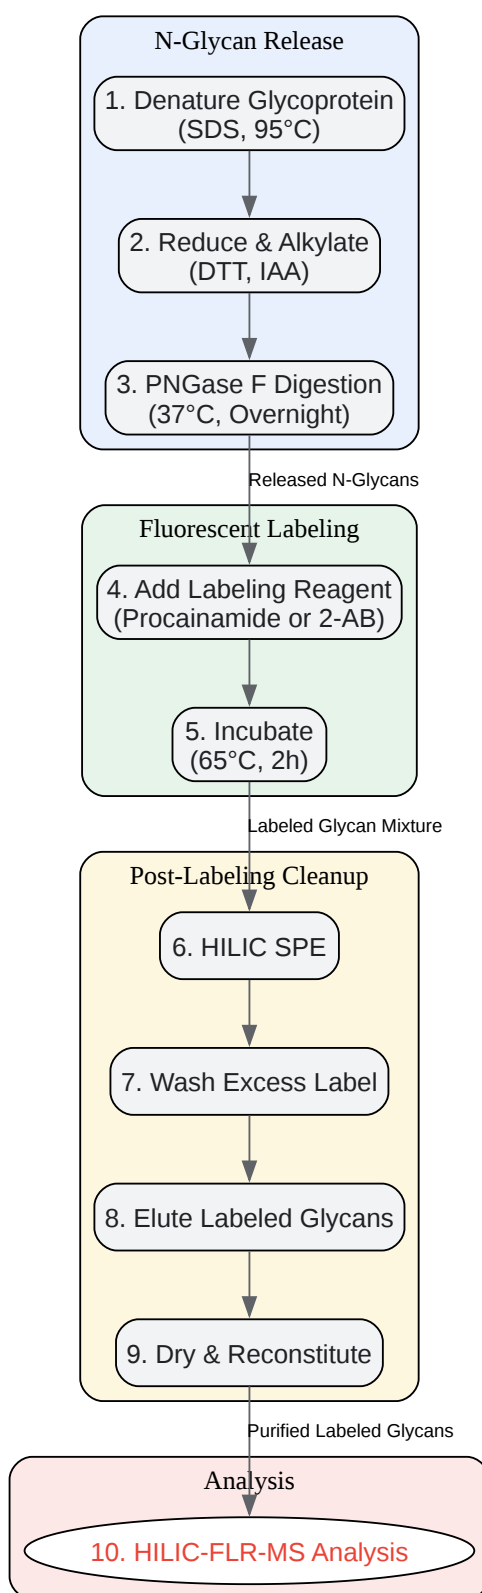 N-Glycan Release
1. Denature Glycoprotein
(SDS, 95°C)
2. Reduce & Alkylate
(DTT, IAA)
3. PNGase F Digestion
(37°C, Overnight)
Released N-Glycans
Fluorescent Labeling
4. Add Labeling Reagent
(Procainamide or 2-AB)
5. Incubate
(65°C, 2h)
Labeled Glycan Mixture
Post-Labeling Cleanup
6. HILIC SPE
7. Wash Excess Label
8. Elute Labeled Glycans
9. Dry & Reconstitute
Purified Labeled Glycans
Analysis
10. HILIC-FLR-MS Analysis